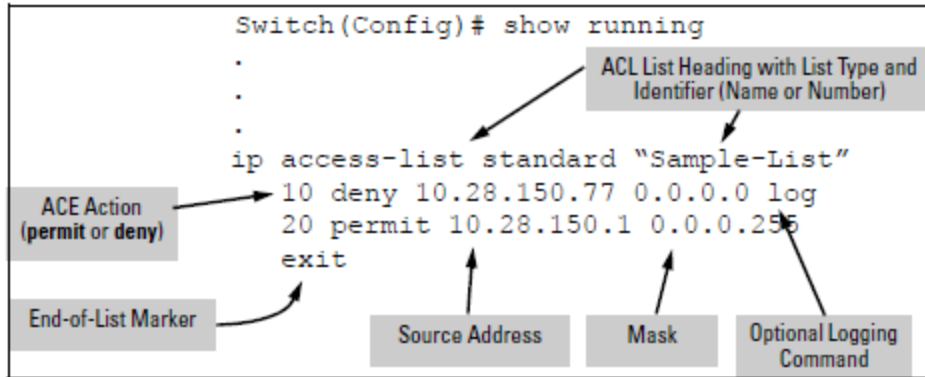 Switch(Config)# show running
.
ACL List Heading with List Type and
Identifier (Name or Number)
.
.
ip access-list standard “Sample-List”
10 deny 10.28.150.77 0.0.0.0 log
ACE Action
(permit or deny)
20 permit 10.28.150.1 0.0.0.255
exit
End-of-List Marker
Source Address
Mask
Optional Logging
Command